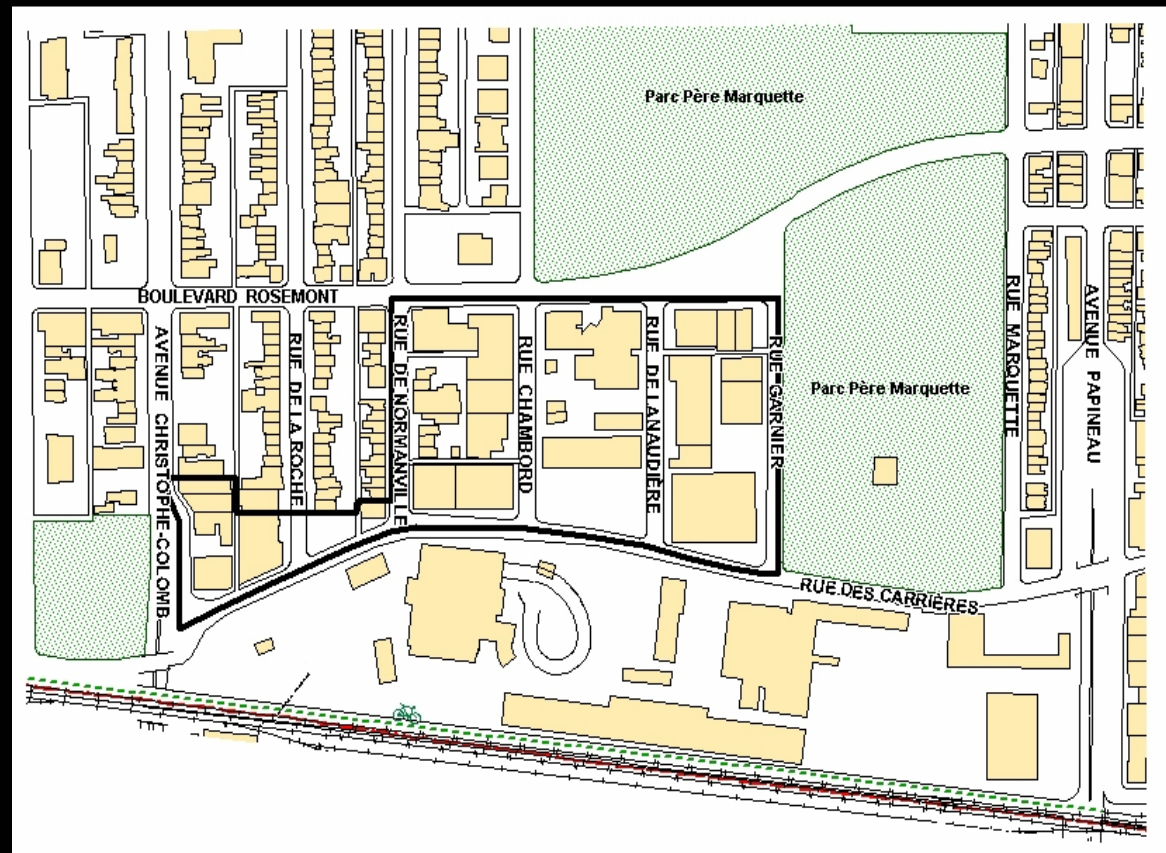 Parc Père Marquette
BOULEVARD ROSEMONT
AVENUE CHRISTOPHE-COLOMB
RUE DE LA ROCHE
RUE DE NORMANVILLE
RUE CHAMBORD
RUE DE LANAUDIÈRE
RUE GARNIER
Parc Père Marquette
RUE MARQUETTE
AVENUE PAPINEAU
RUE DES CARRIÈRES